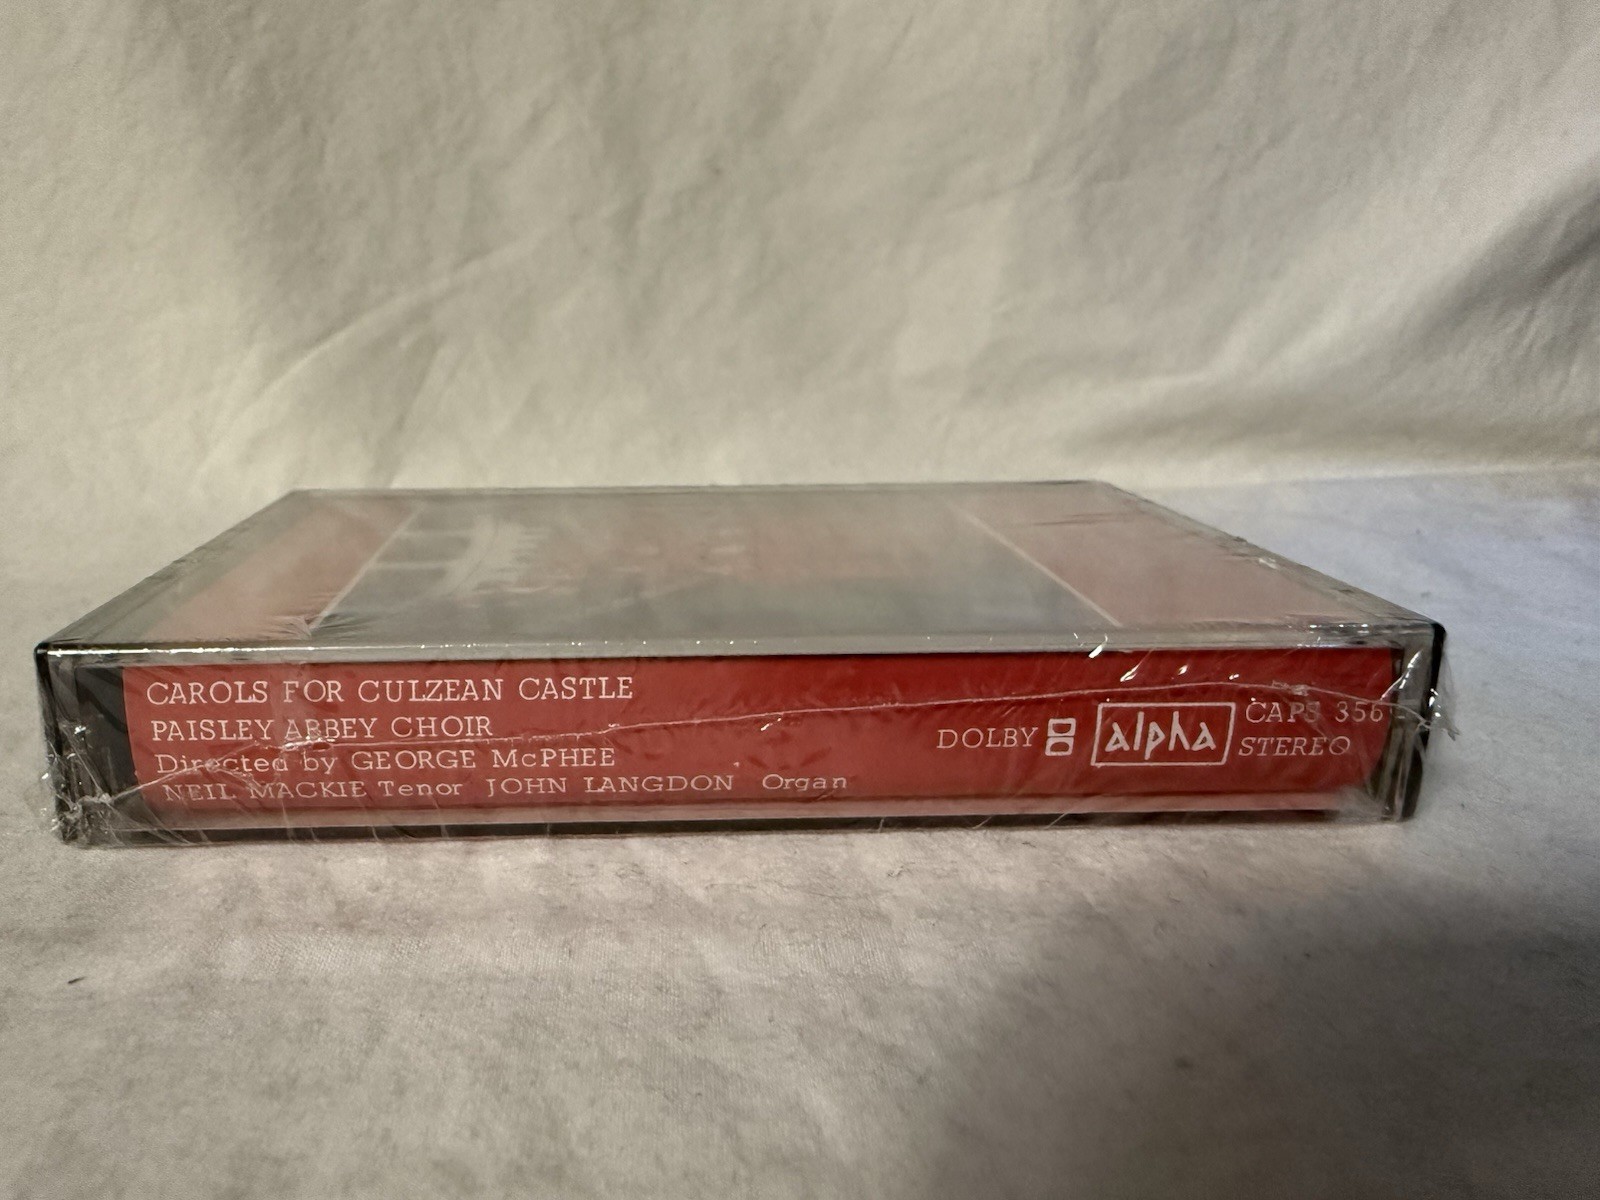 CAROLS FOR CULZEAN CASTLE
PAISLEY ABBEY CHOIR
Directed by GEORGE McPHEE
NEIL MACKIE Tenor JOHN LANGDON Organ
DOLBY
alpha
CAPS 356
STEREO